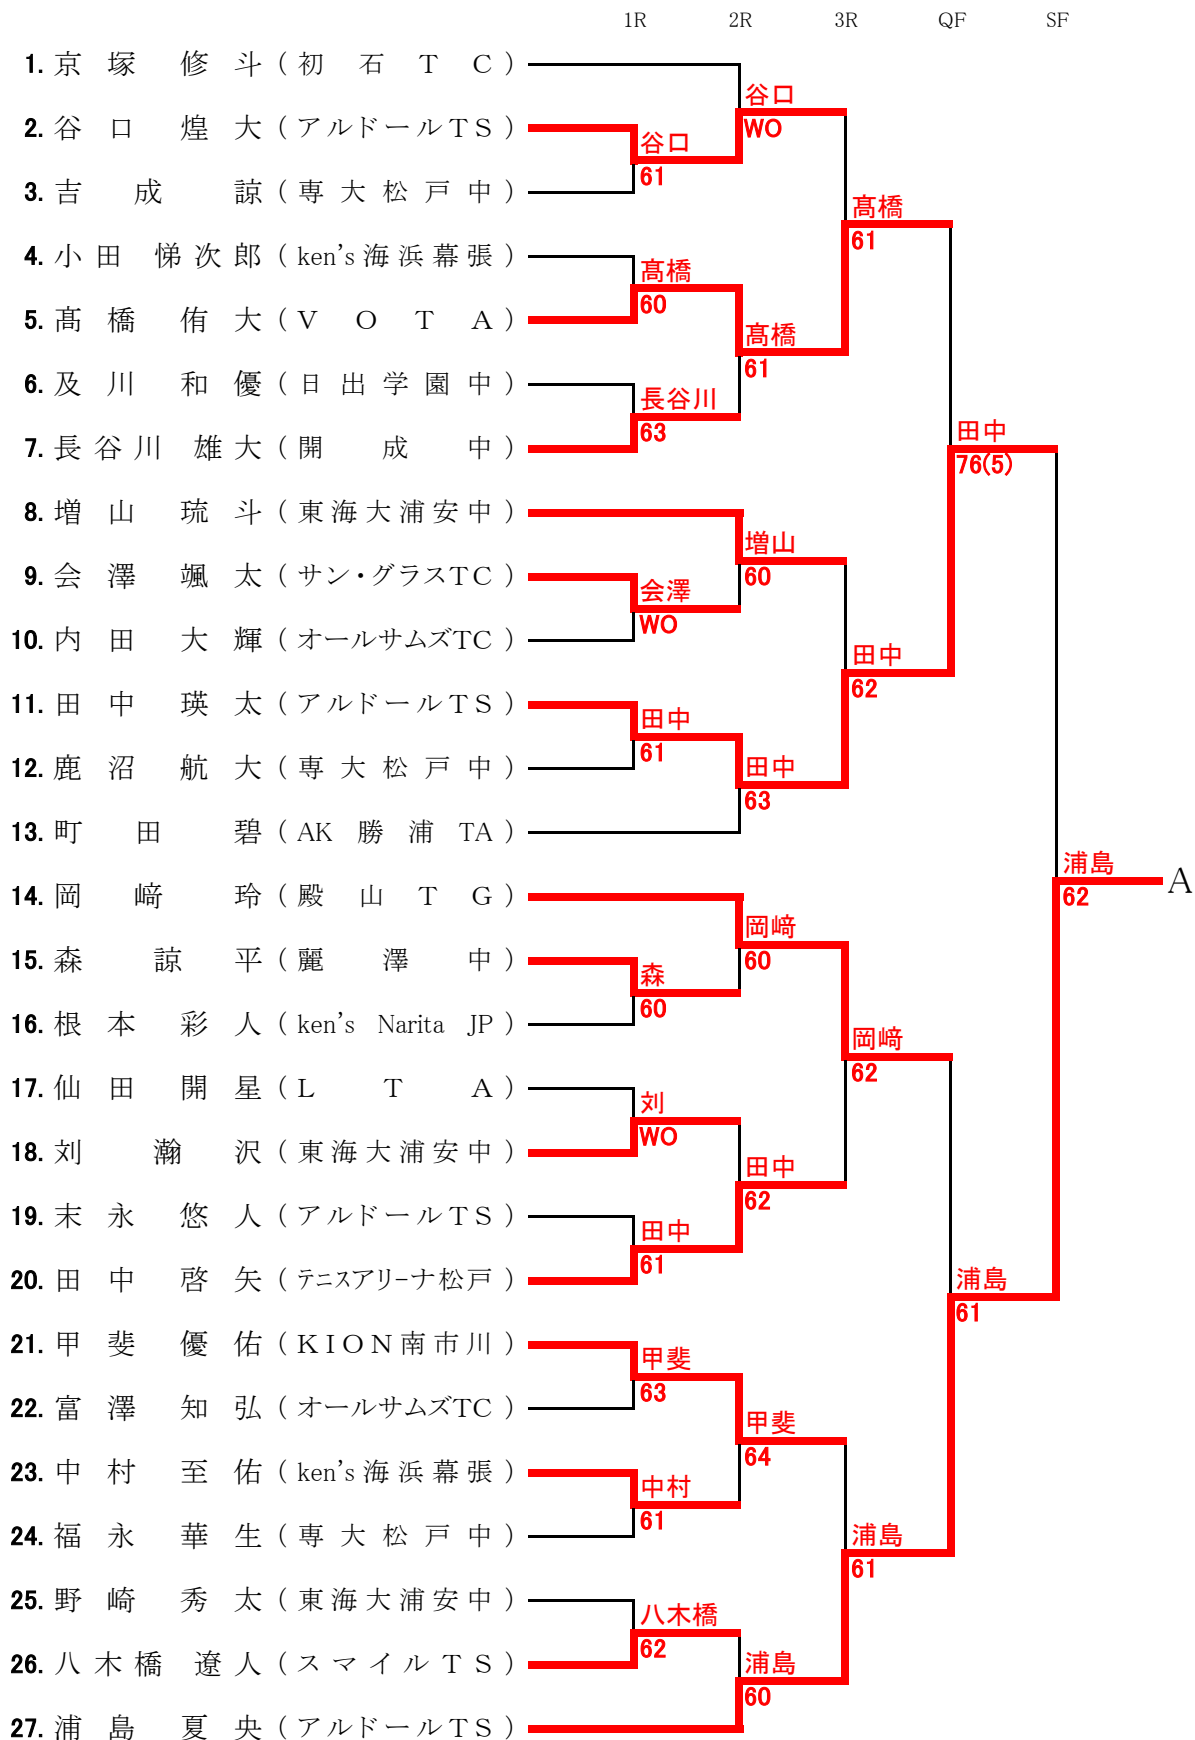 1R 2R 3R QF SF
1. 京塚 修斗 ( 初石TC )
谷口
WO
2. 谷口 煌大 ( アルドールTS )
谷口
61
3. 吉成 諒 ( 専大松戸中 )
髙橋
61
4. 小田 悌次郎 ( ken's海浜幕張 )
髙橋
60
5. 髙橋 侑大 ( VOTA )
髙橋
61
6. 及川 和優 ( 日出学園中 )
長谷川
63
7. 長谷川 雄大 ( 開成中 )
田中
76(5)
8. 増山 琉斗 ( 東海大浦安中 )
増山
60
9. 会澤 颯太 ( サン・グラスTC )
会澤
WO
10. 内田 大輝 ( オールサムズTC )
田中
62
11. 田中 瑛太 ( アルドールTS )
田中
61
12. 鹿沼 航大 ( 専大松戸中 )
田中
63
13. 町田 碧 ( AK勝浦TA )
浦島
62
A
14. 岡﨑 玲 ( 殿山TG )
岡﨑
60
15. 森 諒平 ( 麗澤中 )
森
60
16. 根本 彩人 ( ken's Narita JP )
岡﨑
62
17. 仙田 開星 ( LTA )
刘
WO
18. 刘 瀚沢 ( 東海大浦安中 )
田中
62
19. 末永 悠人 ( アルドールTS )
田中
61
20. 田中 啓矢 ( テニスアリーナ松戸 )
浦島
61
21. 甲斐 優佑 ( KION南市川 )
甲斐
63
22. 富澤 知弘 ( オールサムズTC )
甲斐
64
23. 中村 至佑 ( ken's海浜幕張 )
中村
61
24. 福永 華生 ( 専大松戸中 )
浦島
61
25. 野崎 秀太 ( 東海大浦安中 )
八木橋
62
26. 八木橋 遼人 ( スマイルTS )
浦島
60
27. 浦島 夏央 ( アルドールTS )